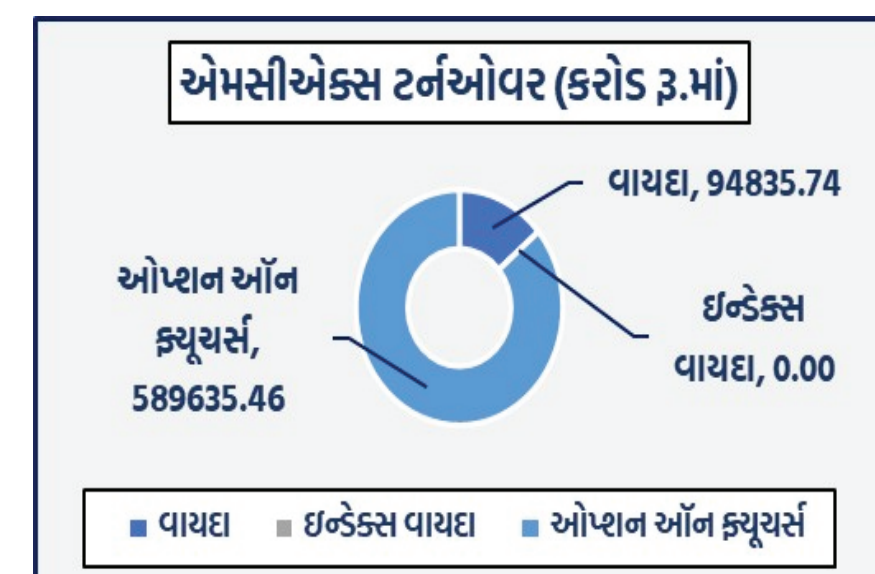 એમસીએક્સ ટર્નઓવર (કરોડ રૂ.માં)
વાયદા, 94835.74
ઓપ્શન ઑન
ફ્યૂચર્સ,
589635.46
ઈન્ડેક્સ
વાયદા, 0.00
વાયદા
ઇન્ડેક્સ વાયદા
ઓપ્શન ઑન ફ્યૂચર્સ